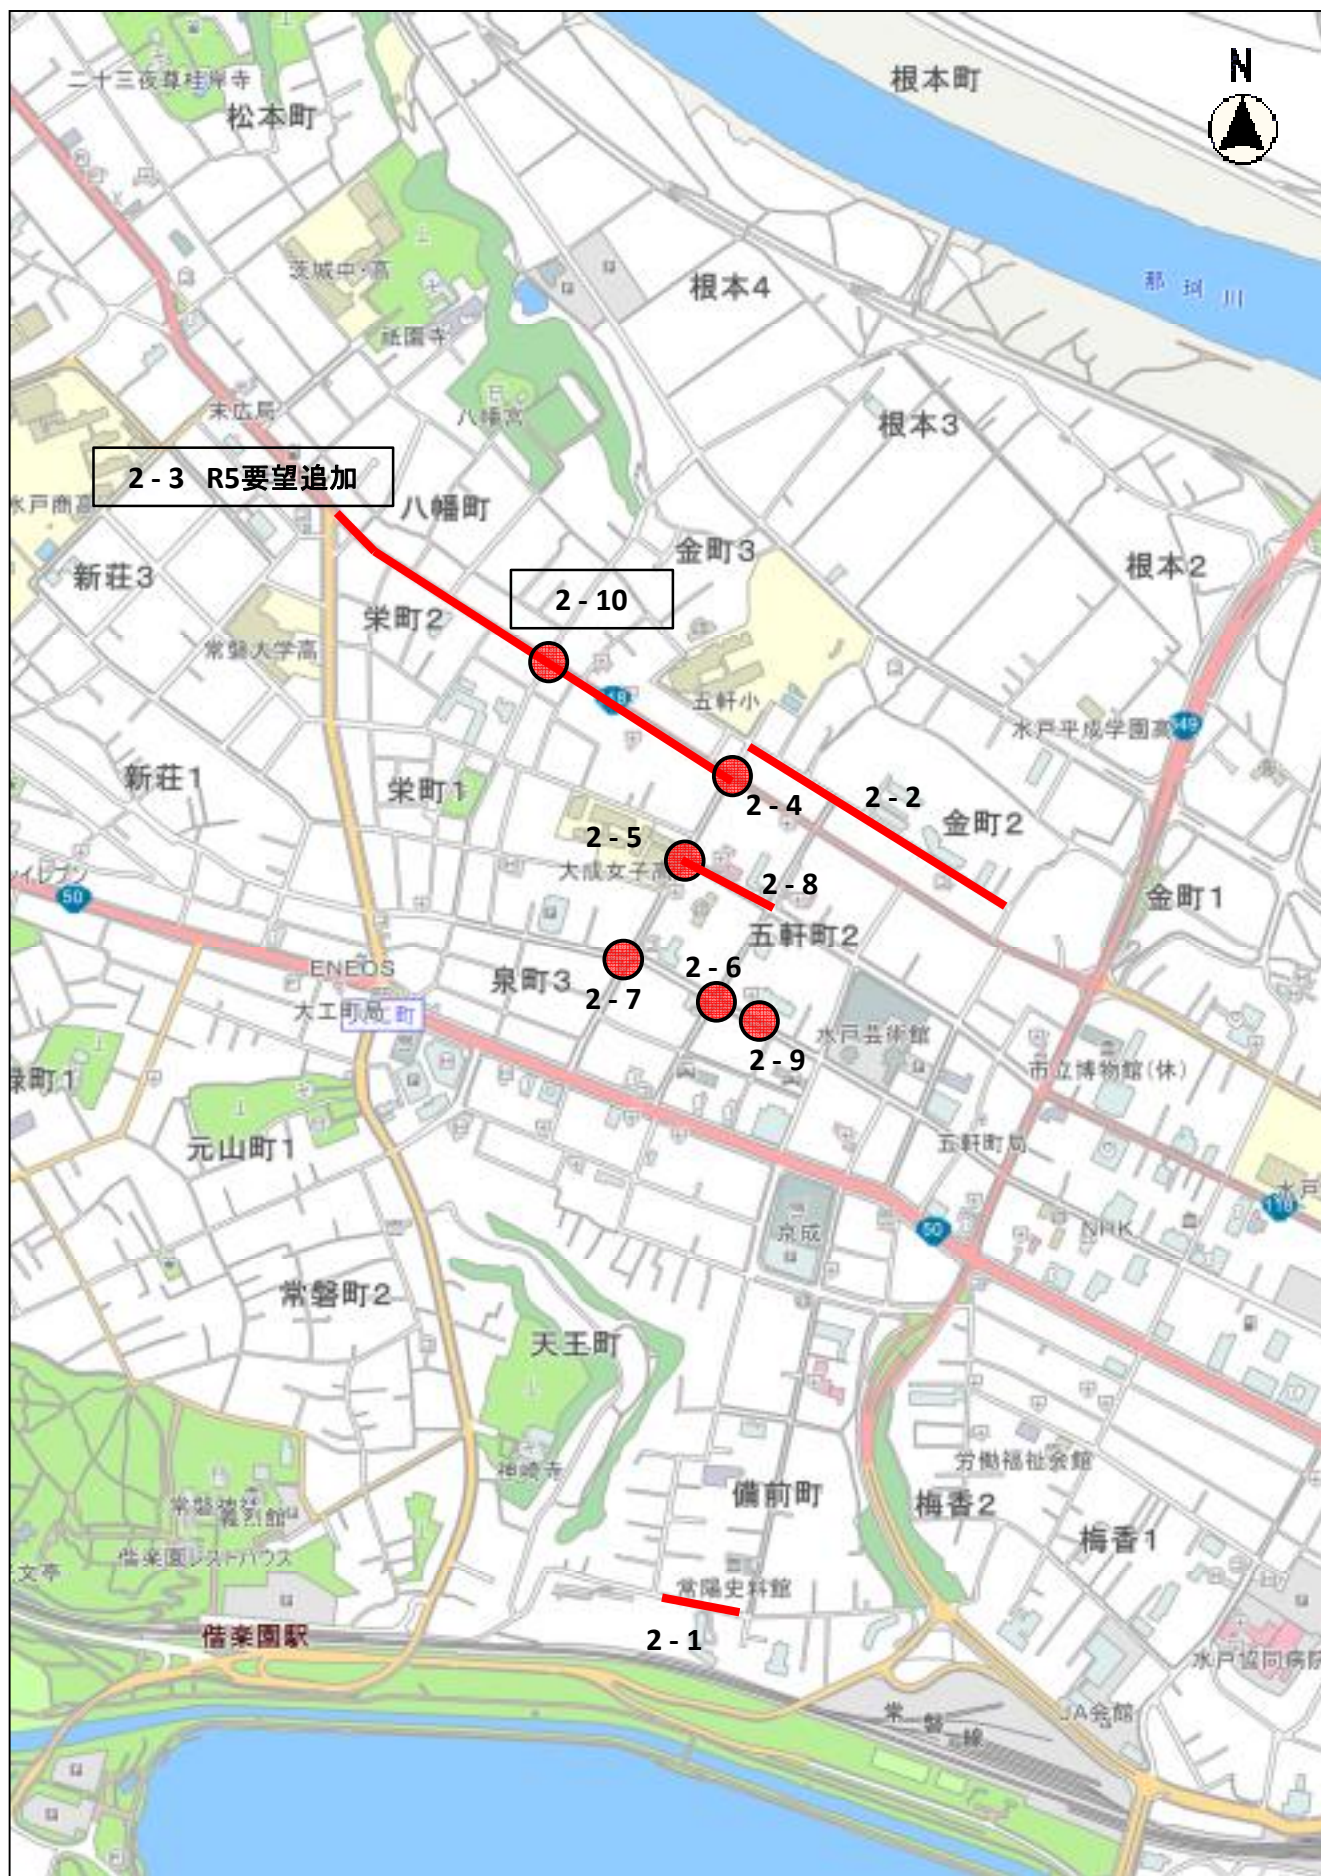 根本町
N
二十三夜尊桂岸寺
松本町
茨城中・高
根本4
那珂川
祇園寺
末広局
八幡宮
根本3
2 - 3 R5要望追加
水戸商高
八幡町
金町3
新荘3
2 - 10
根本2
栄町2
常磐大学高
五軒小
118
水戸平成学園高
349
新荘1
栄町1
2 - 4
2 - 2
金町2
2 - 5
大成女子高
2 - 8
50
金町1
五軒町2
ENEOS
泉町3
2 - 6
2 - 7
大工町局
水戸芸術館
2 - 9
市立博物館(休)
緑町1
元山町1
五軒町局
118
50
京成
NHK
常磐町2
天王町
労働福祉会館
神崎寺
備前町
梅香2
常磐神社
義烈館
梅香1
偕楽園レストハウス
文亭
常陽史料館
偕楽園駅
2 - 1
水戸協同病院
常磐線
JA会館